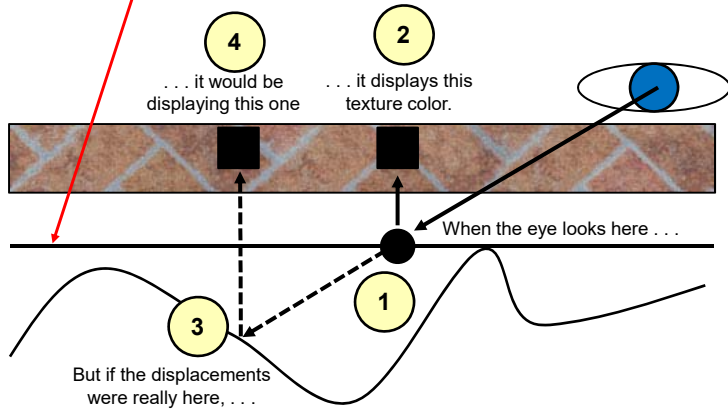 4
2
. . . it would be
displaying this one
. . . it displays this
texture color.
When the eye looks here . . .
1
3
But if the displacements
were really here, . . .